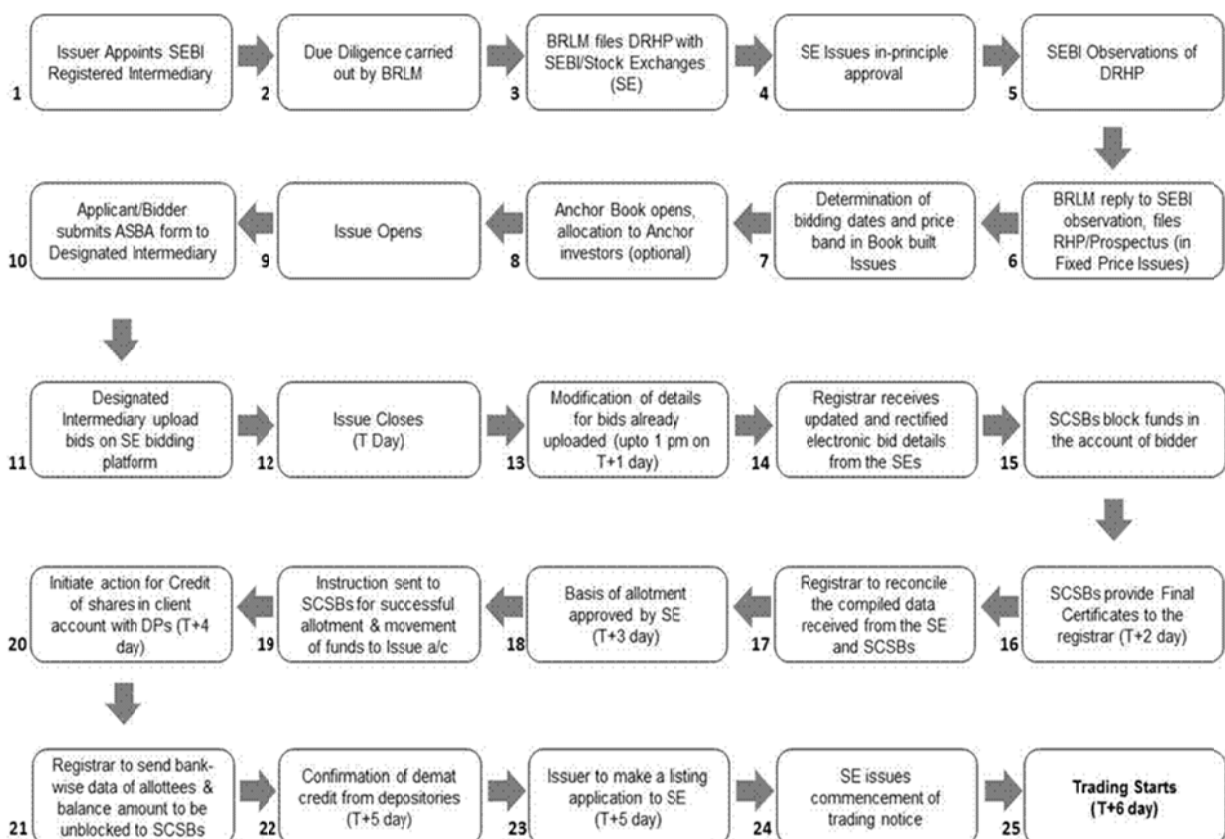 Issuer Appoints SEBI
Registered Intermediary
1
Due Diligence carried
out by BRLM
2
BRLM files DRHP with
SEBI/Stock Exchanges
(SE)
3
SE Issues in-principle
approval
4
SEBI Observations of
DRHP
5
BRLM reply to SEBI
observation, files
RHP/Prospectus (in
Fixed Price Issues)
6
Determination of
bidding dates and price
band in Book built
Issues
7
Anchor Book opens,
allocation to Anchor
investors (optional)
8
Issue Opens
9
Applicant/Bidder
submits ASBA form to
Designated Intermediary
10
Designated
Intermediary upload
bids on SE bidding
platform
11
Issue Closes
(T Day)
12
Modification of details
for bids already
uploaded (upto 1 pm on
T+1 day)
13
Registrar receives
updated and rectified
electronic bid details
from the SEs
14
SCSBs block funds in
the account of bidder
15
SCSBs provide Final
Certificates to the
registrar (T+2 day)
16
Registrar to reconcile
the compiled data
received from the SE
and SCSBs
17
Basis of allotment
approved by SE
(T+3 day)
18
Instruction sent to
SCSBs for successful
allotment & movement
of funds to Issue a/c
19
Initiate action for Credit
of shares in client
account with DPs (T+4
day)
20
Registrar to send bank-
wise data of allottees &
balance amount to be
unblocked to SCSBs
21
Confirmation of demat
credit from depositories
(T+5 day)
22
Issuer to make a listing
application to SE
(T+5 day)
23
SE issues
commencement of
trading notice
24
Trading Starts
(T+6 day)
25